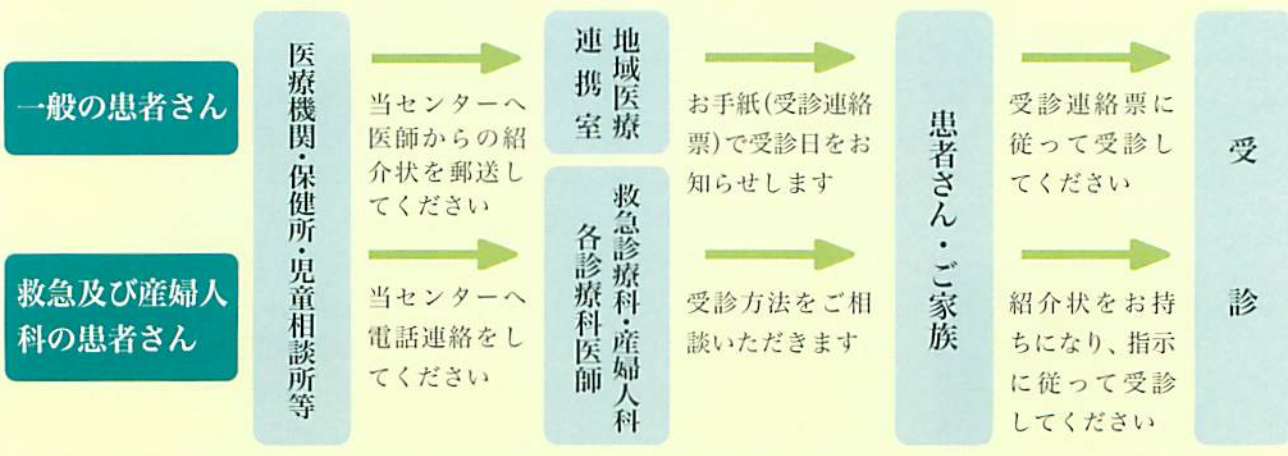 一般の患者さん
救急及び産婦人
科の患者さん
医療機関・保健所・児童相談所等
当センターへ
医師からの紹
介状を郵送し
てください
当センターへ
電話連絡をし
てください
地域医療
連携室
救急診療科・産婦人科
各診療科医師
お手紙(受診連絡
票)で受診日をお
知らせします
受診方法をご相
談いただきます
患者さん・ご家族
受診連絡票に
従って受診し
てください
紹介状をお持
ちになり、指示
に従って受診
してください
受診